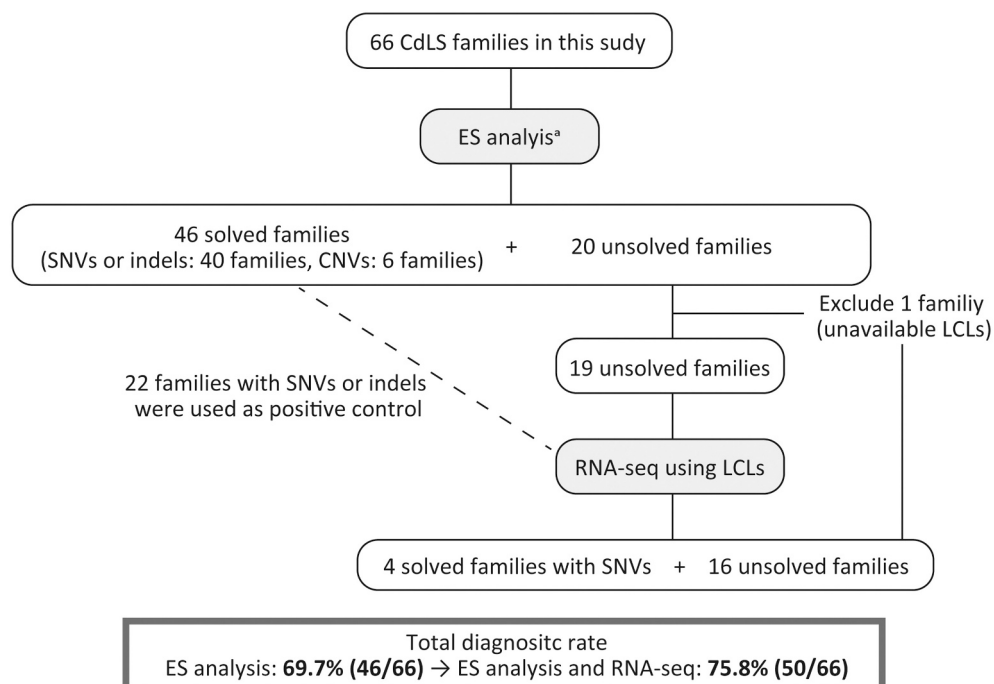 66 CdLS families in this sudy
ES analyisᵃ
46 solved families
(SNVs or indels: 40 families, CNVs: 6 families)
+
20 unsolved families
Exclude 1 familiy
(unavailable LCLs)
19 unsolved families
22 families with SNVs or indels
were used as positive control
RNA-seq using LCLs
4 solved families with SNVs + 16 unsolved families
Total diagnositc rate
ES analysis: 69.7% (46/66) → ES analysis and RNA-seq: 75.8% (50/66)